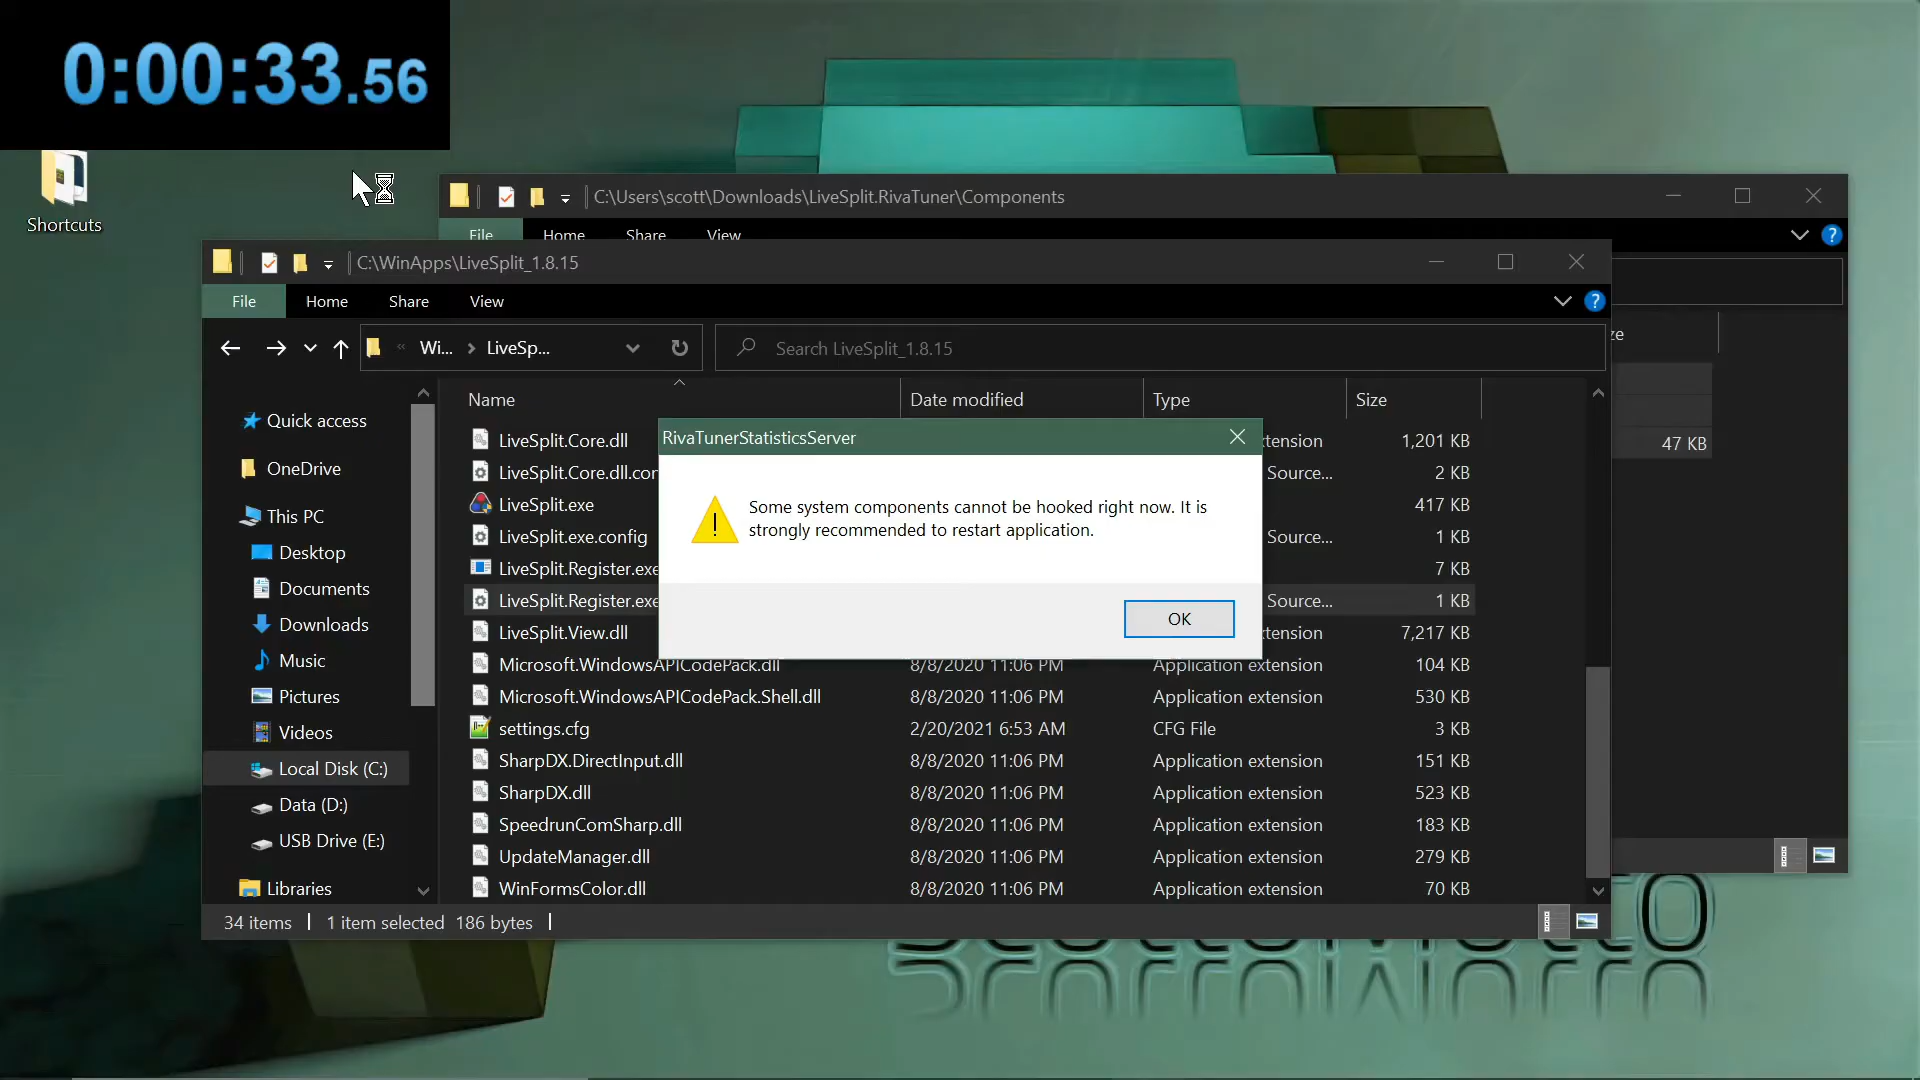 0:00:33.56
Shortcuts
C:\Users\scott\Downloads\LiveSplit.RivaTuner\Components
File Home Share View
C:\WinApps\LiveSplit_1.8.15
File Home Share View
« Wi... > LiveSp...
Search LiveSplit_1.8.15
Name Date modified Type Size
ze
47 KB
Quick access
OneDrive
This PC
Desktop
Documents
Downloads
Music
Pictures
Videos
Local Disk (C:)
Data (D:)
USB Drive (E:)
Libraries
LiveSplit.Core.dll tension 1,201 KB
LiveSplit.Core.dll.con Source... 2 KB
LiveSplit.exe 417 KB
LiveSplit.exe.config Source... 1 KB
LiveSplit.Register.exe 7 KB
LiveSplit.Register.exe Source... 1 KB
LiveSplit.View.dll xtension 7,217 KB
Microsoft.WindowsAPICodePack.dll 8/8/2020 11:06 PM Application extension 104 KB
Microsoft.WindowsAPICodePack.Shell.dll 8/8/2020 11:06 PM Application extension 530 KB
settings.cfg 2/20/2021 6:53 AM CFG File 3 KB
SharpDX.DirectInput.dll 8/8/2020 11:06 PM Application extension 151 KB
SharpDX.dll 8/8/2020 11:06 PM Application extension 523 KB
SpeedrunComSharp.dll 8/8/2020 11:06 PM Application extension 183 KB
UpdateManager.dll 8/8/2020 11:06 PM Application extension 279 KB
WinFormsColor.dll 8/8/2020 11:06 PM Application extension 70 KB
RivaTunerStatisticsServer
Some system components cannot be hooked right now. It is
strongly recommended to restart application.
OK
34 items 1 item selected 186 bytes